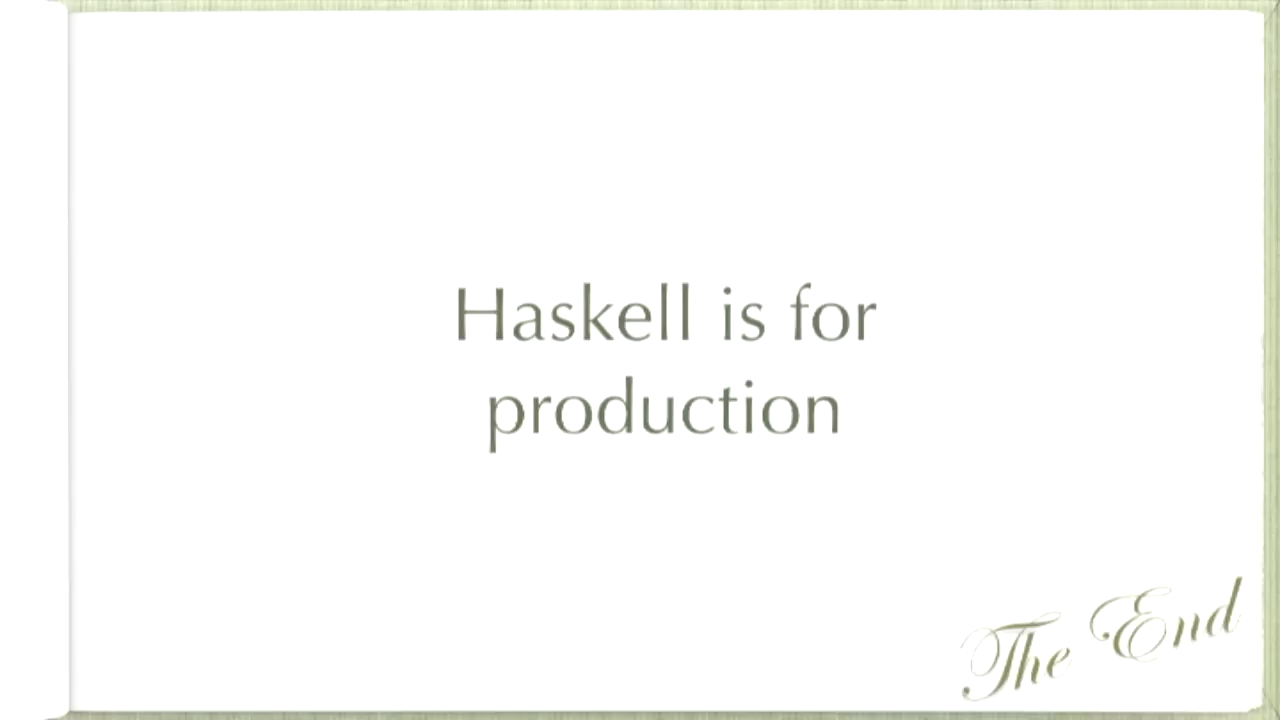 Haskell is for
production
The End